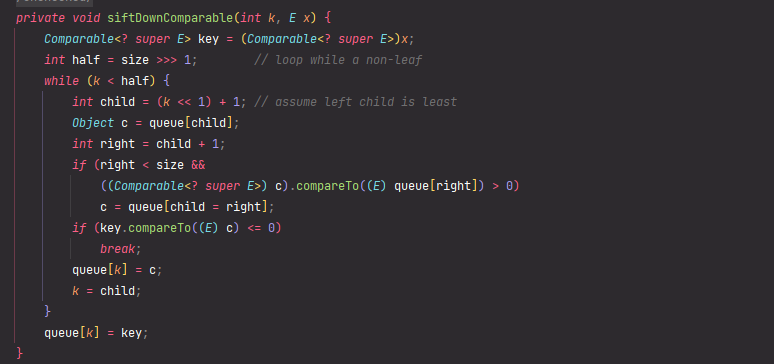 private void siftDownComparable(int k, E x) {
    Comparable<? super E> key = (Comparable<? super E>)x;
    int half = size >>> 1;        // loop while a non-leaf
    while (k < half) {
        int child = (k << 1) + 1; // assume left child is least
        Object c = queue[child];
        int right = child + 1;
        if (right < size &&
            ((Comparable<? super E>) c).compareTo((E) queue[right]) > 0)
            c = queue[child = right];
        if (key.compareTo((E) c) <= 0)
            break;
        queue[k] = c;
        k = child;
    }
    queue[k] = key;
}